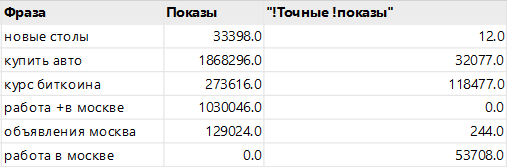 Фраза Показы "!Точные !показы"
новые столы 33398.0 12.0
купить авто 1868296.0 32077.0
курс биткоина 273616.0 118477.0
работа +в москве 1030046.0 0.0
объявления москва 129024.0 244.0
работа в москве 0.0 53708.0